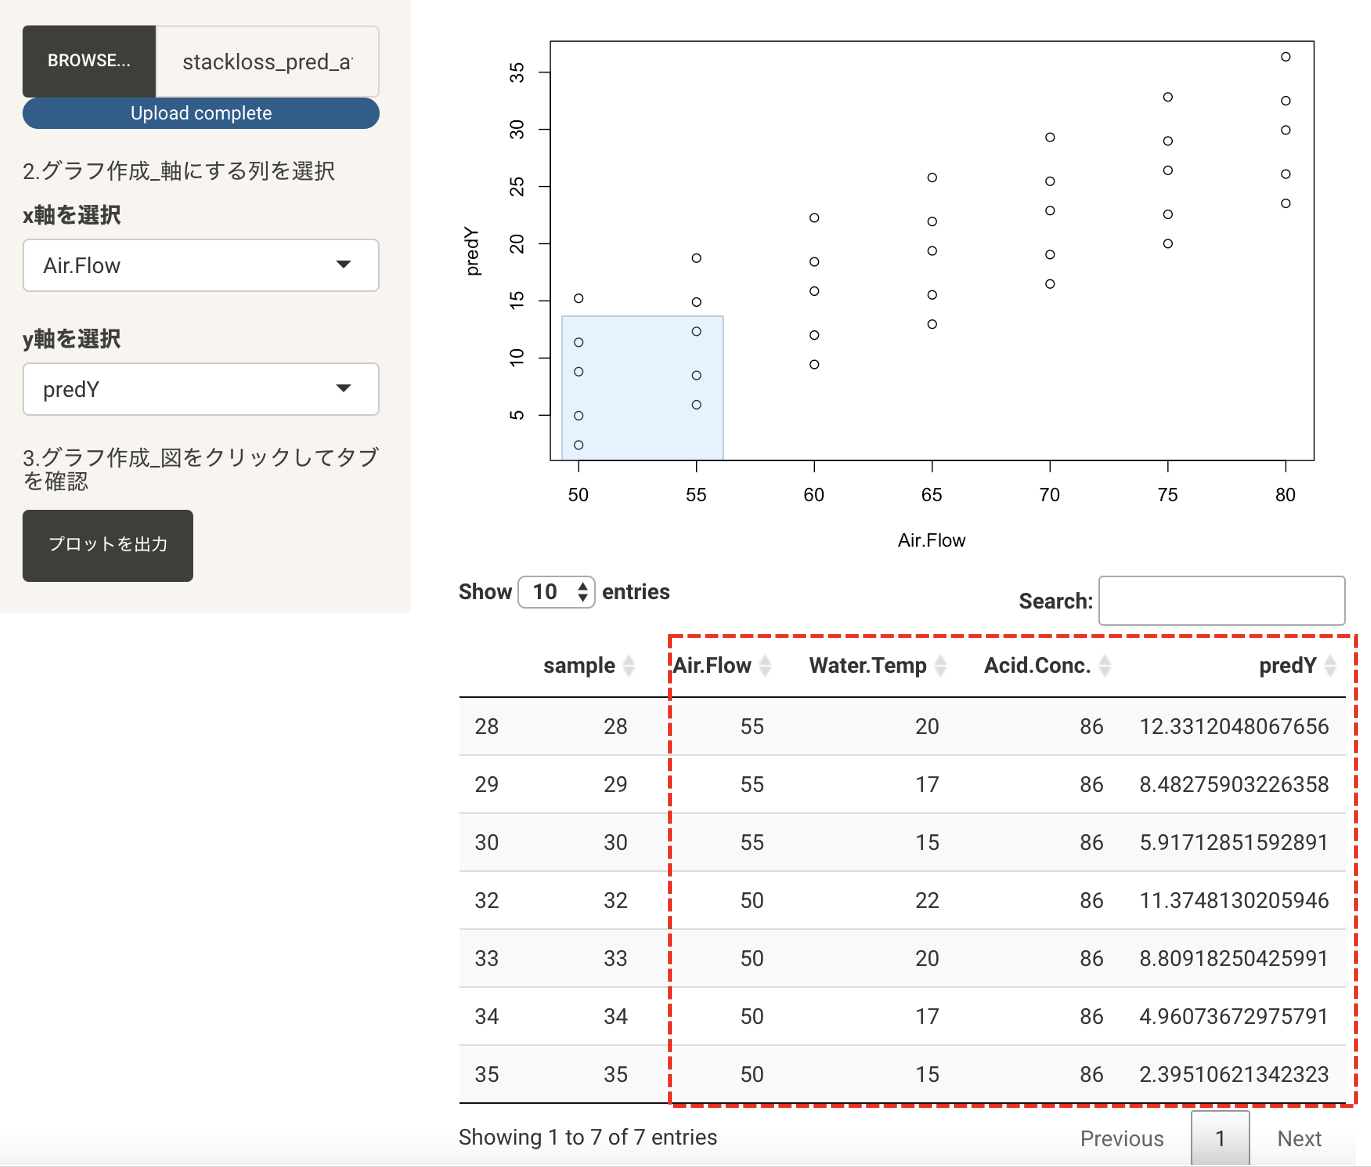 BROWSE...
stackloss_pred_a
Upload complete
2.グラフ作成_軸にする列を選択
x軸を選択
Air.Flow
y軸を選択
predY
3.グラフ作成_図をクリックしてタブ
を確認
プロットを出力
35
30
25
20
15
10
5
predY
50 55 60 65 70 75 80
Air.Flow
Show 10 entries
Search:
sample Air.Flow Water.Temp Acid.Conc. predY
28 28 55 20 86 12.3312048067656
29 29 55 17 86 8.48275903226358
30 30 55 15 86 5.91712851592891
32 32 50 22 86 11.3748130205946
33 33 50 20 86 8.80918250425991
34 34 50 17 86 4.96073672975791
35 35 50 15 86 2.39510621342323
Showing 1 to 7 of 7 entries
Previous 1 Next